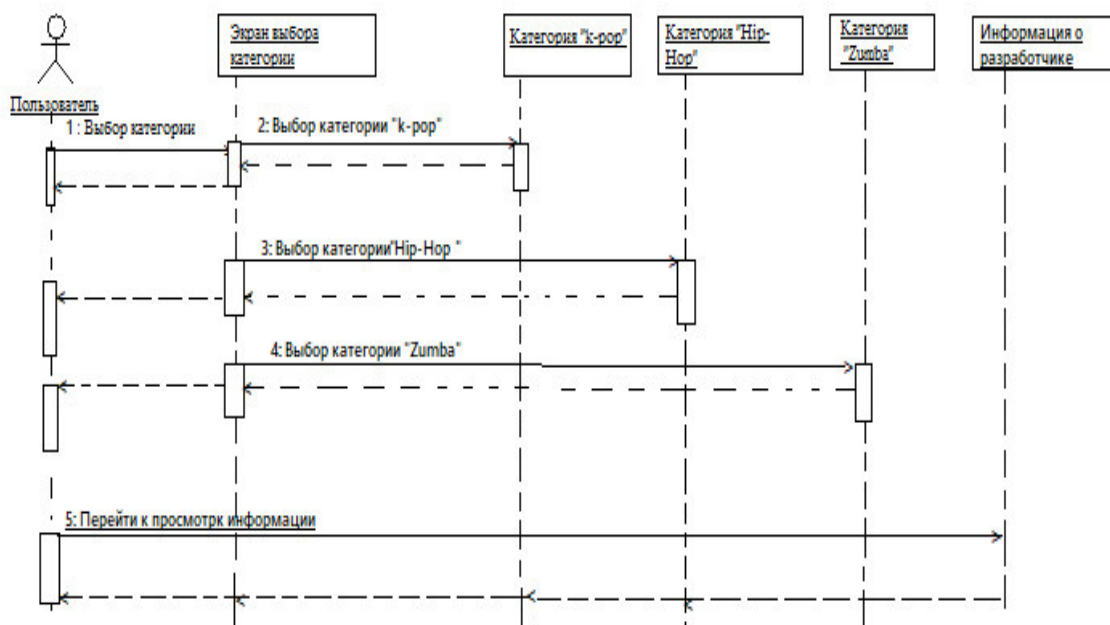 Экран выбора
категории
Категория "k-pop"
Категория "Hip-
Hop"
Категория
"Zumba"
Информация о
разработчике
Пользователь
1 : Выбор категории
2: Выбор категории "k-pop"
3: Выбор категории"Hip-Hop "
4: Выбор категории "Zumba"
5: Перейти к просмотрк информации